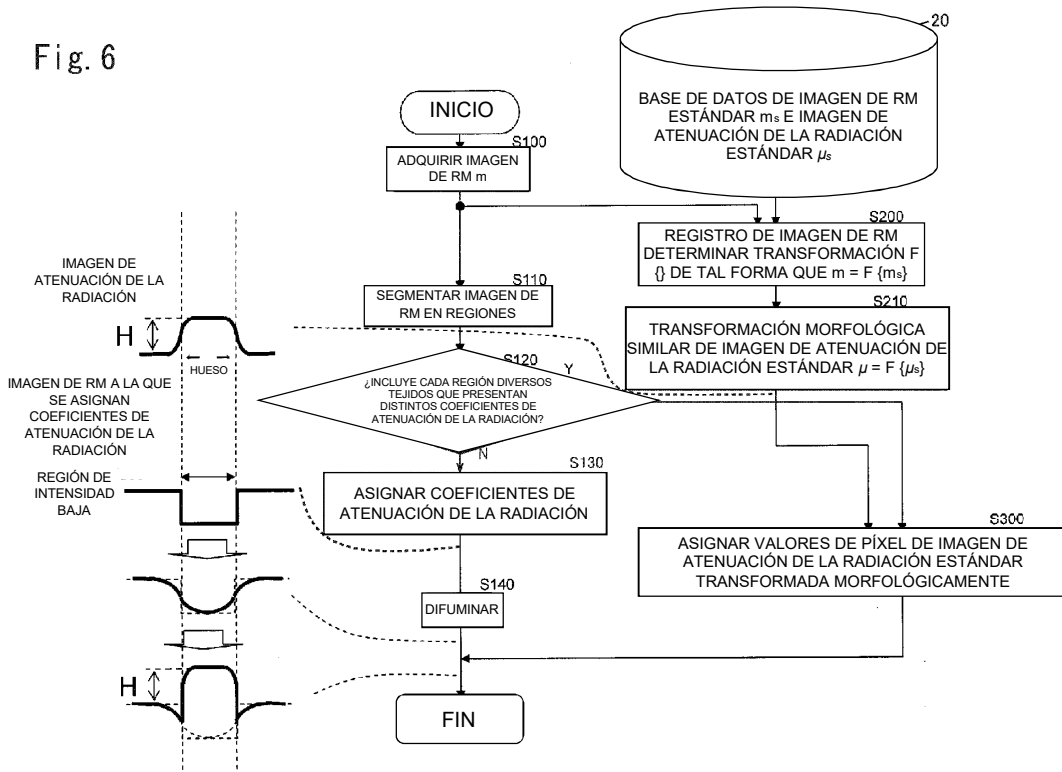 Fig. 6
20
BASE DE DATOS DE IMAGEN DE RM
ESTÁNDAR ms E IMAGEN DE
ATENUACIÓN DE LA RADIACIÓN
ESTÁNDAR μs
INICIO
S100
ADQUIRIR IMAGEN
DE RM m
S200
REGISTRO DE IMAGEN DE RM
DETERMINAR TRANSFORMACIÓN F
{} DE TAL FORMA QUE m = F {ms}
S110
SEGMENTAR IMAGEN DE
RM EN REGIONES
S210
TRANSFORMACIÓN MORFOLÓGICA
SIMILAR DE IMAGEN DE ATENUACIÓN DE
LA RADIACIÓN ESTÁNDAR μ = F {μs}
S120
Y
¿INCLUYE CADA REGIÓN DIVERSOS
TEJIDOS QUE PRESENTAN
DISTINTOS COEFICIENTES DE
ATENUACIÓN DE LA RADIACIÓN?
N
S130
ASIGNAR COEFICIENTES DE
ATENUACIÓN DE LA RADIACIÓN
S300
ASIGNAR VALORES DE PÍXEL DE IMAGEN DE
ATENUACIÓN DE LA RADIACIÓN ESTÁNDAR
TRANSFORMADA MORFOLÓGICAMENTE
S140
DIFUMINAR
FIN
IMAGEN DE
ATENUACIÓN DE LA
RADIACIÓN
H
HUESO
IMAGEN DE RM A LA QUE
SE ASIGNAN
COEFICIENTES DE
ATENUACIÓN DE LA
RADIACIÓN
REGIÓN DE
INTENSIDAD
BAJA
H